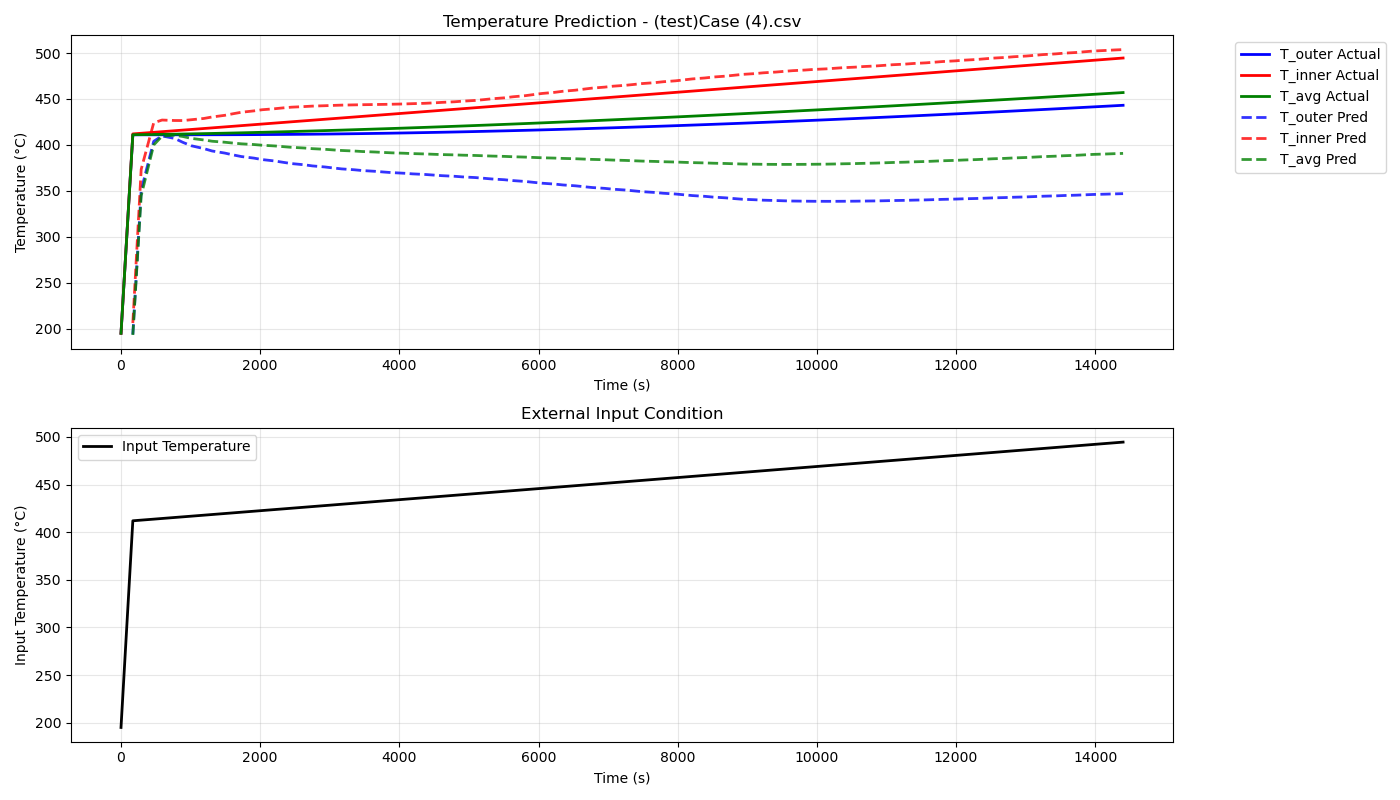 Temperature Prediction - (test)Case (4).csv
Temperature (°C)
500
450
400
350
300
250
200
0 2000 4000 6000 8000 10000 12000 14000
Time (s)
T_outer Actual
T_inner Actual
T_avg Actual
T_outer Pred
T_inner Pred
T_avg Pred
External Input Condition
Input Temperature
Input Temperature (°C)
500
450
400
350
300
250
200
0 2000 4000 6000 8000 10000 12000 14000
Time (s)